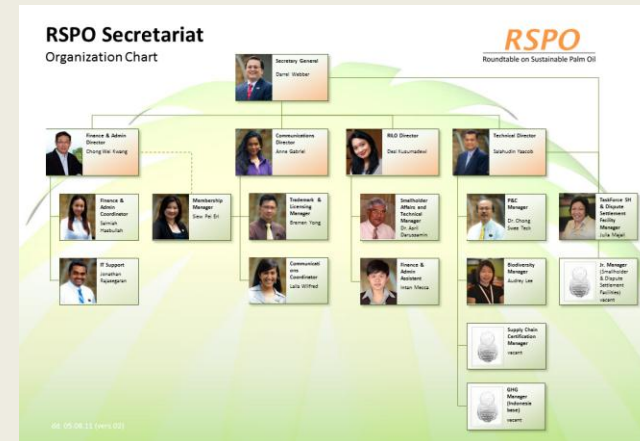 RSPO Secretariat
Organization Chart
RSPO
Roundtable on Sustainable Palm Oil
Secretary General
Darrel Webber
Finance & Admin
Director
Chong Wei Kwang
Communications
Director
Anne Gabriel
RILO Director
Desi Kusumadewi
Technical Director
Salahudin Yaacob
Finance &
Admin
Coordinator
Hasbullah
Membership
Manager
Siew Pei Eri
Trademark &
Licensing
Manager
Bremen Yong
Smallholder
Affairs and
Technical
Manager
Dr. Asril
Darussamin
P&C
Manager
Dr. Chong
Swee Teck
Taskforce SH
& Dispute
Settlement
Facility
Manager
Julia Majail
IT Support
Jonathan
Rajasegaran
Communicati
ons
Coordinator
Laila Wilfred
Finance &
Admin
Assistant
Intan Mecca
Biodiversity
Manager
Audrey Lee
Jr. Manager
(Smallholder
& Dispute
Settlement
Facilities)
vacant
Supply Chain
Certification
Manager
vacant
GHG
Manager
(Indonesia
base)
vacant